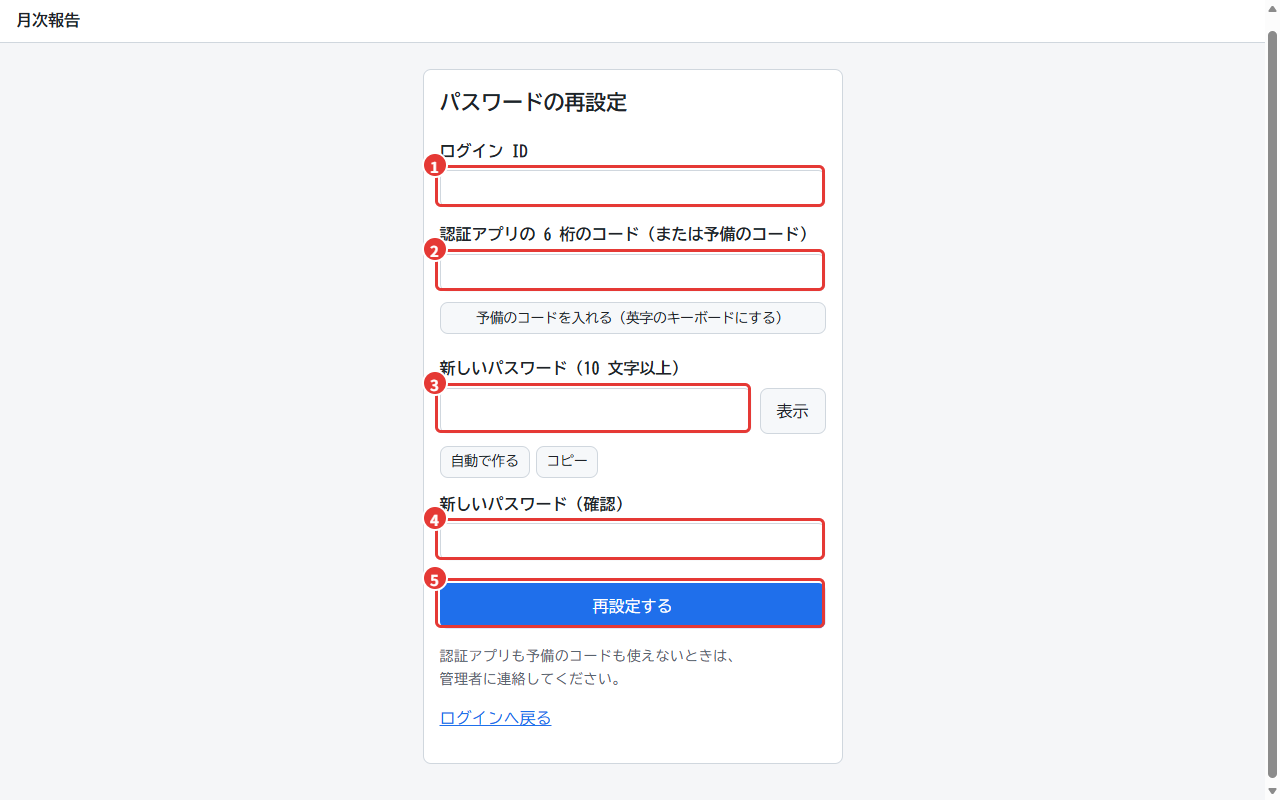 月次報告
パスワードの再設定
ログイン ID
1
認証アプリの 6 桁のコード（または予備のコード）
2
予備のコードを入れる（英字のキーボードにする）
新しいパスワード（10 文字以上）
3
表示
自動で作る コピー
新しいパスワード（確認）
4
5
再設定する
認証アプリも予備のコードも使えないときは、
管理者に連絡してください。
ログインへ戻る